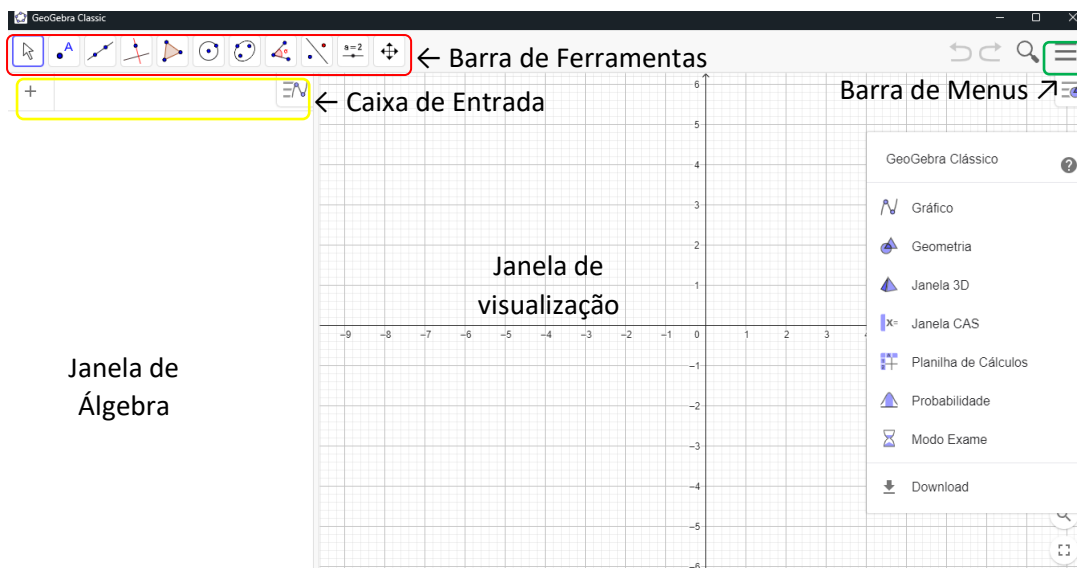 GeoGebra Classic
A
a=2
← Barra de Ferramentas
← Caixa de Entrada
Barra de Menus ↗
+
6
5
4
3
2
1
Janela de
visualização
−9 −8 −7 −6 −5 −4 −3 −2 −1 0 1 2 3
−1
−2
−3
−4
−5
−6
Janela de
Álgebra
GeoGebra Clássico
Gráfico
Geometria
Janela 3D
X= Janela CAS
Planilha de Cálculos
Probabilidade
Modo Exame
Download